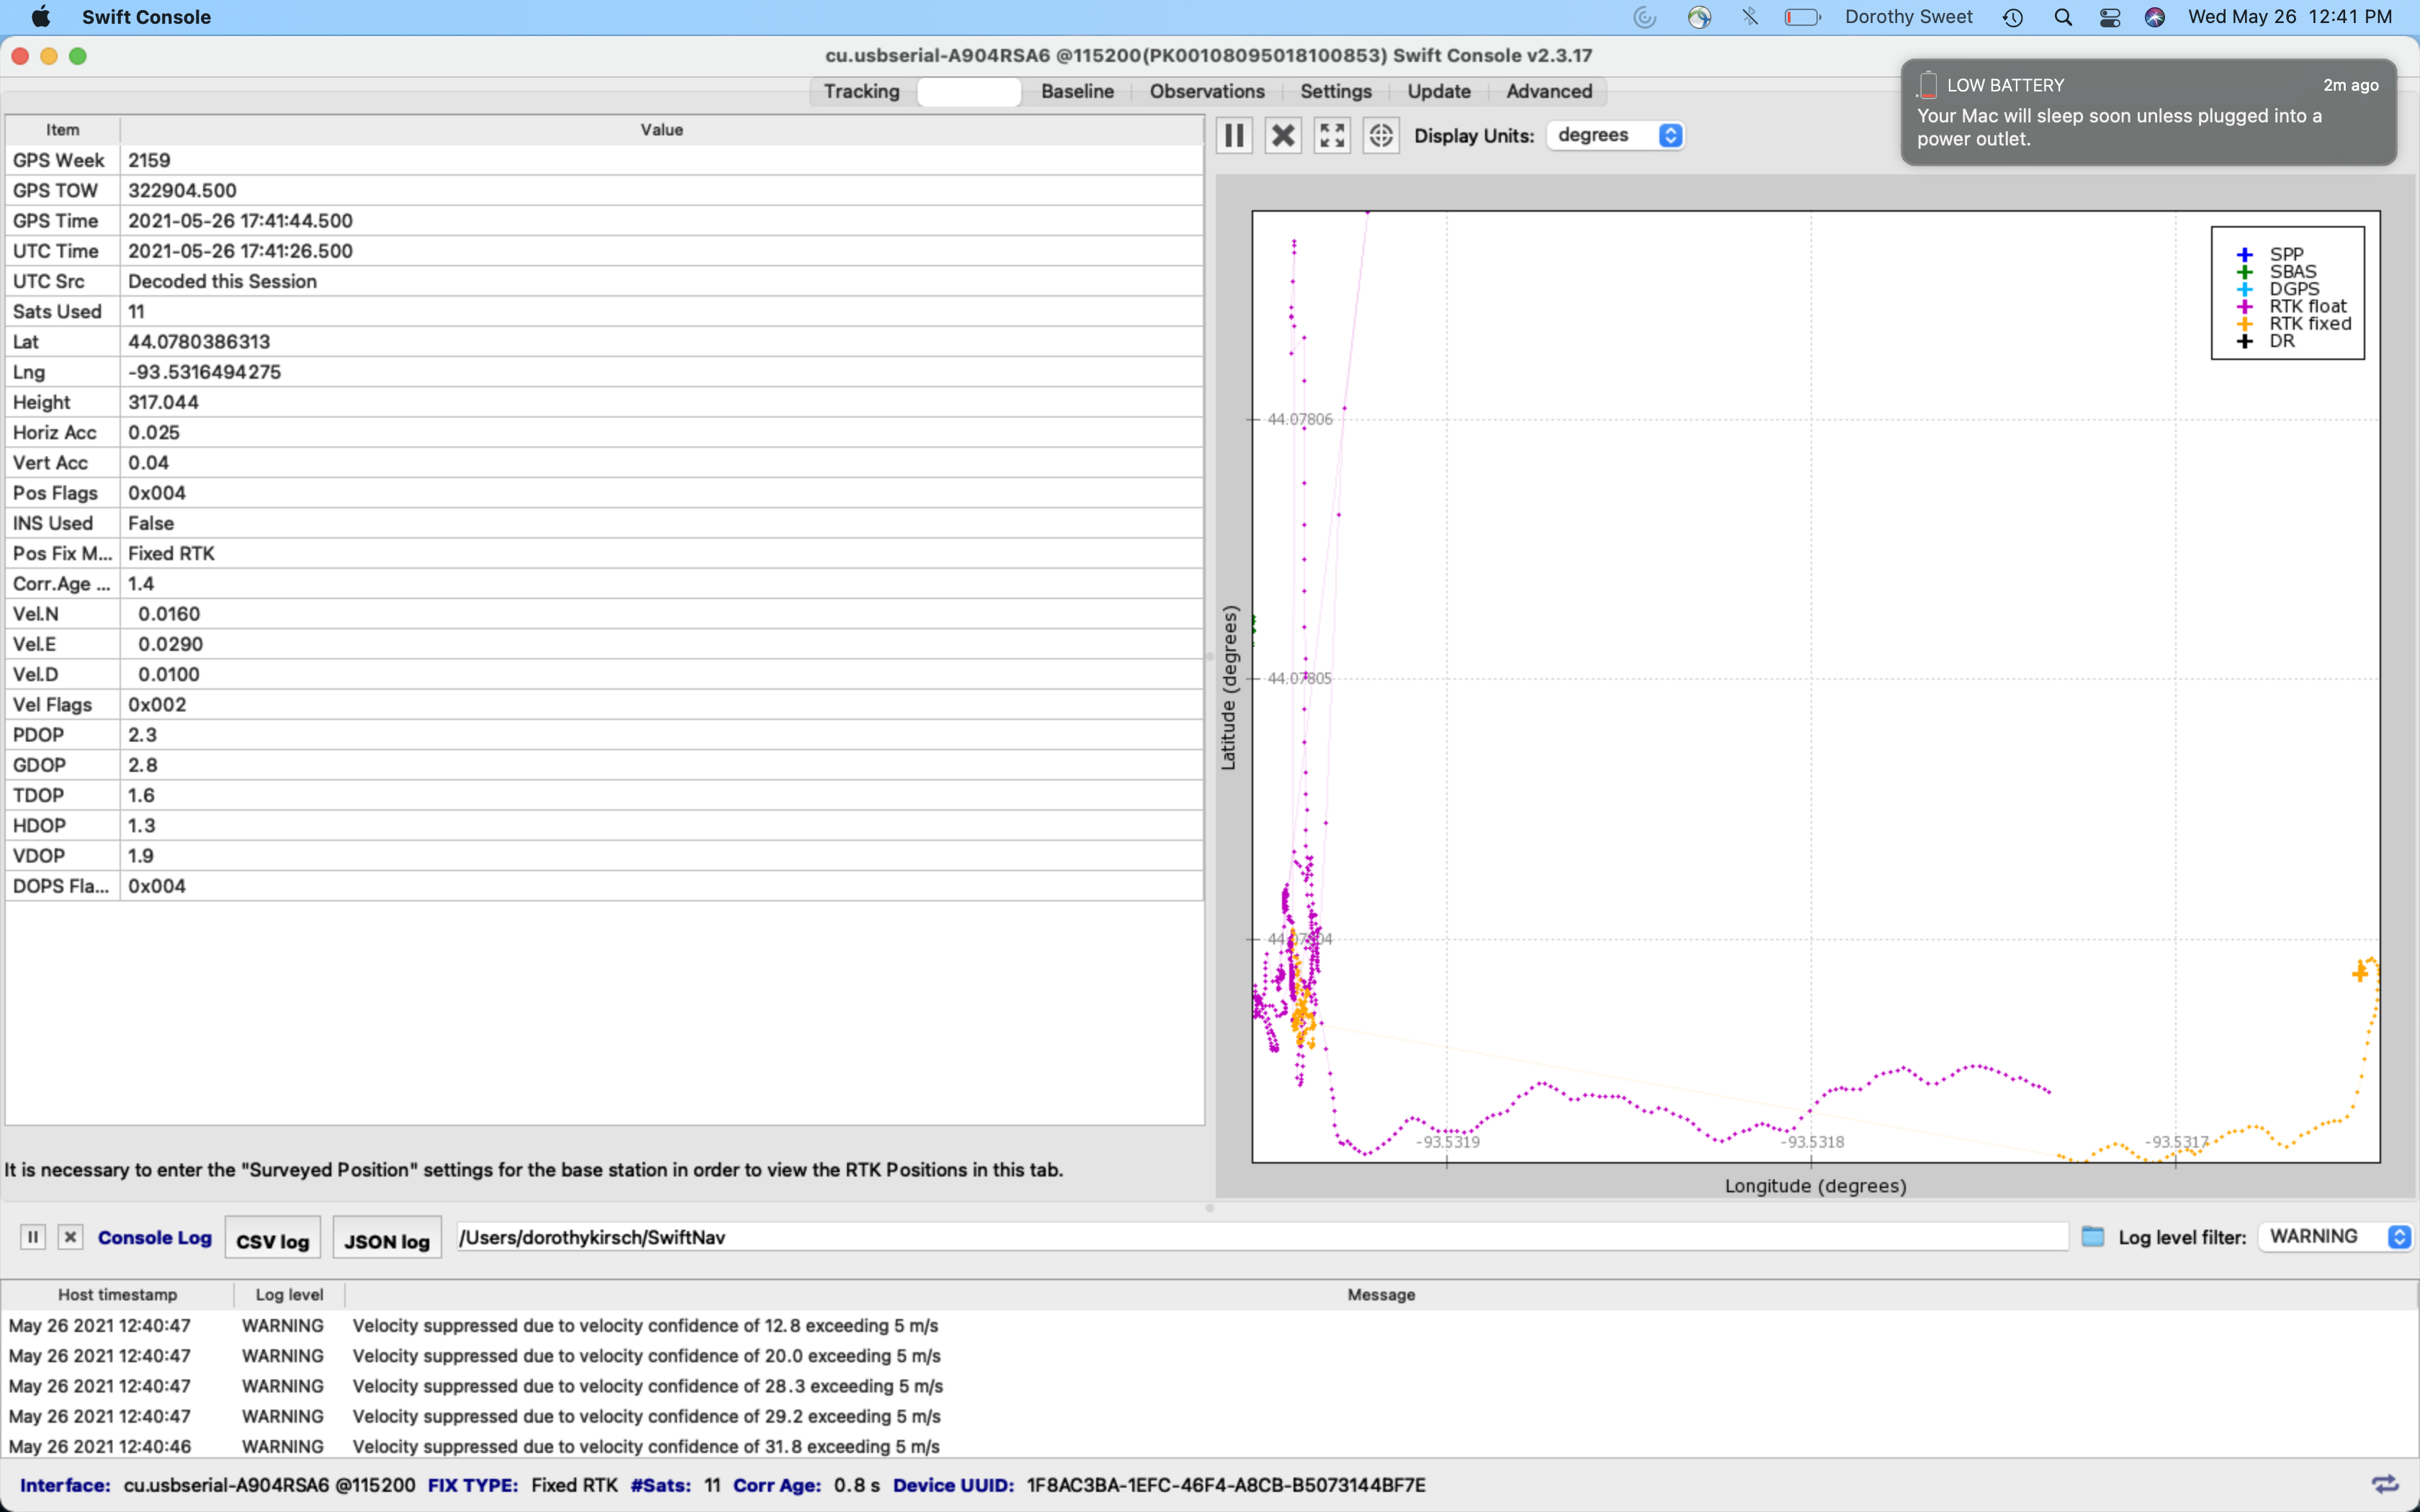 Swift Console
Dorothy Sweet
Wed May 26 12:41 PM
cu.usbserial-A904RSA6 @115200(PK00108095018100853) Swift Console v2.3.17
LOW BATTERY 2m ago
Your Mac will sleep soon unless plugged into a
power outlet.
Tracking Baseline Observations Settings Update Advanced
Display Units: degrees
Item Value
GPS Week 2159
GPS TOW 322904.500
GPS Time 2021-05-26 17:41:44.500
UTC Time 2021-05-26 17:41:26.500
UTC Src Decoded this Session
Sats Used 11
Lat 44.0780386313
Lng -93.5316494275
Height 317.044
Horiz Acc 0.025
Vert Acc 0.04
Pos Flags 0x004
INS Used False
Pos Fix M... Fixed RTK
Corr.Age ... 1.4
Vel.N 0.0160
Vel.E 0.0290
Vel.D 0.0100
Vel Flags 0x002
PDOP 2.3
GDOP 2.8
TDOP 1.6
HDOP 1.3
VDOP 1.9
DOPS Fla... 0x004
It is necessary to enter the "Surveyed Position" settings for the base station in order to view the RTK Positions in this tab.
SPP
SBAS
DGPS
RTK float
RTK fixed
DR
44.07806
44.07805
44.07804
Latitude (degrees)
-93.5319 -93.5318 -93.5317
Longitude (degrees)
Console Log CSV log JSON log /Users/dorothykirsch/SwiftNav Log level filter: WARNING
Host timestamp Log level Message
May 26 2021 12:40:47 WARNING Velocity suppressed due to velocity confidence of 12.8 exceeding 5 m/s
May 26 2021 12:40:47 WARNING Velocity suppressed due to velocity confidence of 20.0 exceeding 5 m/s
May 26 2021 12:40:47 WARNING Velocity suppressed due to velocity confidence of 28.3 exceeding 5 m/s
May 26 2021 12:40:47 WARNING Velocity suppressed due to velocity confidence of 29.2 exceeding 5 m/s
May 26 2021 12:40:46 WARNING Velocity suppressed due to velocity confidence of 31.8 exceeding 5 m/s
Interface: cu.usbserial-A904RSA6 @115200 FIX TYPE: Fixed RTK #Sats: 11 Corr Age: 0.8 s Device UUID: 1F8AC3BA-1EFC-46F4-A8CB-B5073144BF7E